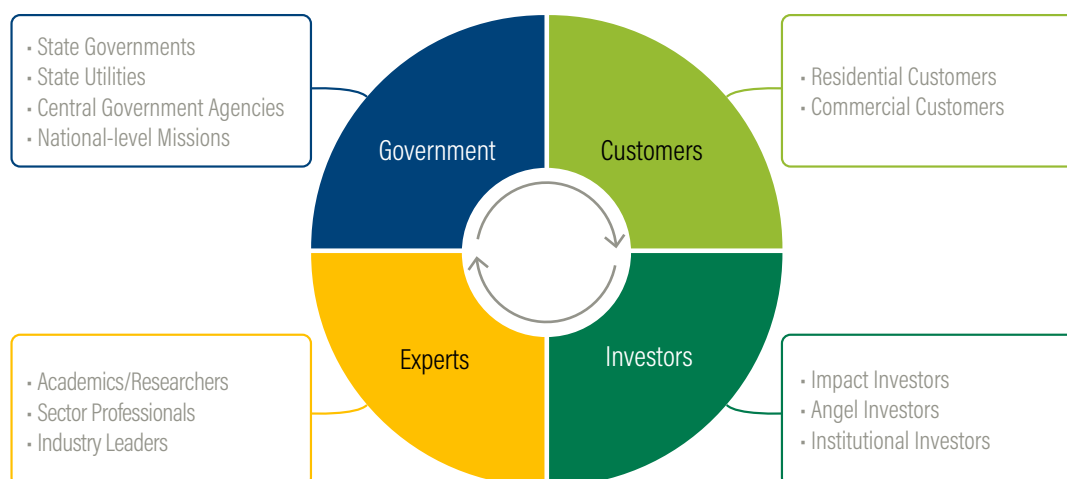 · State Governments
· State Utilities
· Central Government Agencies
· National-level Missions
Government
Customers
· Residential Customers
· Commercial Customers
Experts
Investors
· Academics/Researchers
· Sector Professionals
· Industry Leaders
· Impact Investors
· Angel Investors
· Institutional Investors